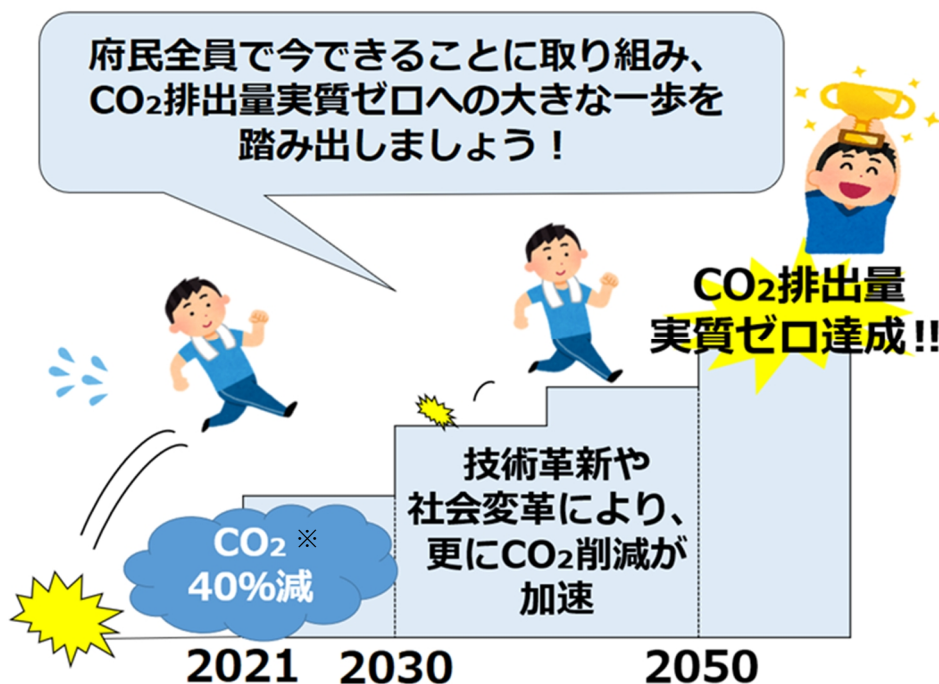 府民全員で今できることに取り組み、
CO₂排出量実質ゼロへの大きな一歩を
踏み出しましょう！
CO₂排出量
実質ゼロ達成!!
技術革新や
社会変革により、
更にCO₂削減が
加速
CO₂ ※
40%減
2021
2030
2050